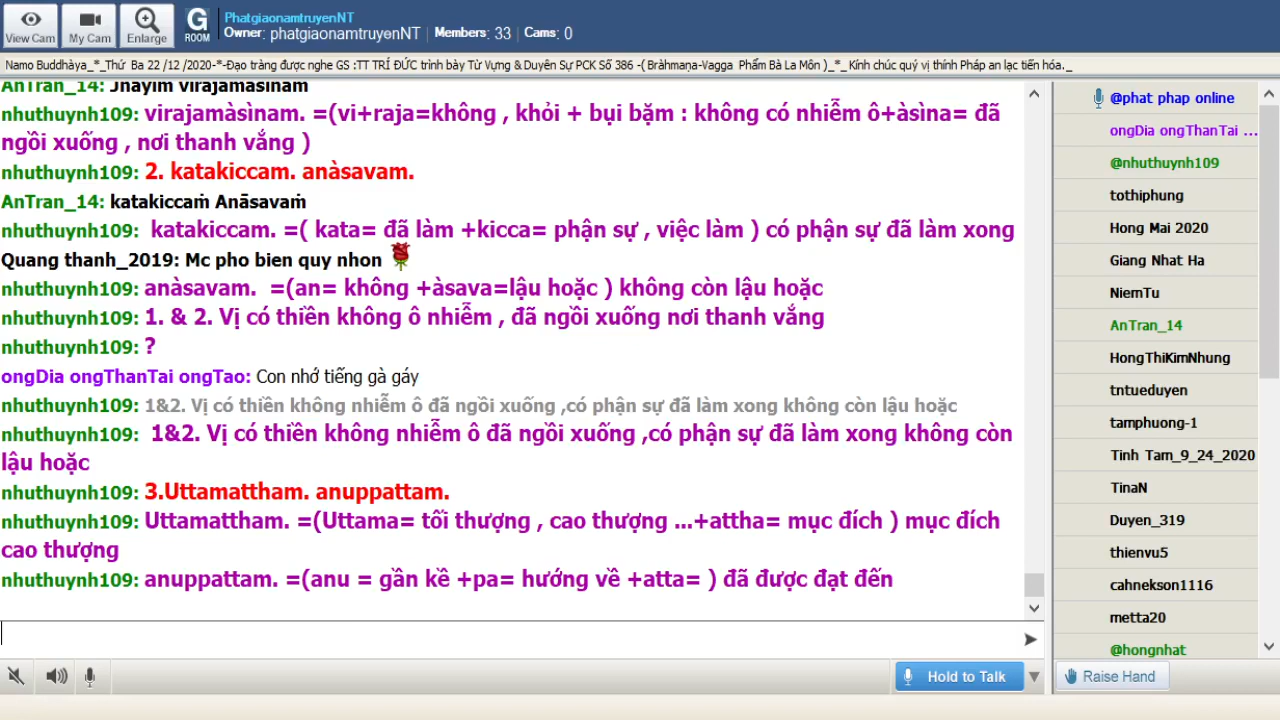 View Cam
My Cam
Enlarge
G
ROOM
PhatgiaonamtruyenNT
Owner: phatgiaonamtruyenNT | Members: 33 | Cams: 0
Namo Buddhàya_*_Thứ Ba 22 /12 /2020-*-Đạo tràng được nghe GS :TT TRÍ ĐỨC trình bày Từ Vựng & Duyên Sự PCK Số 386 -( Bràhmaṇa-Vagga Phẩm Bà La Môn )_*_ Kính chúc quý vị thính Pháp an lạc tiến hóa._
AnTran_14: Jhāyiṁ virajamāsīnaṁ
nhuthuynh109: virajamàsìnam. =(vi+raja=không , khỏi + bụi bặm : không có nhiễm ô+àsìna= đã
ngồi xuống , nơi thanh vắng )
nhuthuynh109: 2. katakiccam. anàsavam.
AnTran_14: katakiccaṁ Anāsavaṁ
nhuthuynh109: katakiccam. =( kata= đã làm +kicca= phận sự , việc làm ) có phận sự đã làm xong
Quang thanh_2019: Mc pho bien quy nhon
nhuthuynh109: anàsavam. =(an= không +àsava=lậu hoặc ) không còn lậu hoặc
nhuthuynh109: 1. & 2. Vị có thiền không ô nhiễm , đã ngồi xuống nơi thanh vắng
nhuthuynh109: ?
ongDia ongThanTai ongTao: Con nhớ tiếng gà gáy
nhuthuynh109: 1&2. Vị có thiền không nhiễm ô đã ngồi xuống ,có phận sự đã làm xong không còn lậu hoặc
nhuthuynh109: 1&2. Vị có thiền không nhiễm ô đã ngồi xuống ,có phận sự đã làm xong không còn
lậu hoặc
nhuthuynh109: 3.Uttamattham. anuppattam.
nhuthuynh109: Uttamattham. =(Uttama= tối thượng , cao thượng ...+attha= mục đích ) mục đích
cao thượng
nhuthuynh109: anuppattam. =(anu = gần kề +pa= hướng về +atta= ) đã được đạt đến
Hold to Talk
@phat phap online
ongDia ongThanTai ...
@nhuthuynh109
tothiphung
Hong Mai 2020
Giang Nhat Ha
NiemTu
AnTran_14
HongThiKimNhung
tntueduyen
tamphuong-1
Tinh Tam_9_24_2020
TinaN
Duyen_319
thienvu5
cahnekson1116
metta20
@hongnhat
Raise Hand